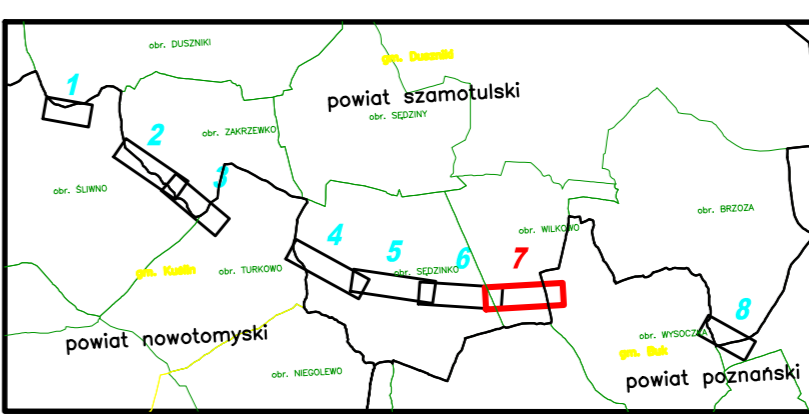 obr. DUSZNIKI
gm. Duszniki
1
powiat szamotulski
obr. SĘDZINY
2
obr. ZAKRZEWKO
3
obr. ŚLIWNO
obr. BRZOZA
4
5
6
7
obr. WILKOWO
gm. Kuślin
obr. TURKOWO
obr. SĘDZINKO
8
powiat nowotomyski
obr. WYSOCZKA
gm. Buk
obr. NIEGOLEWO
powiat poznański